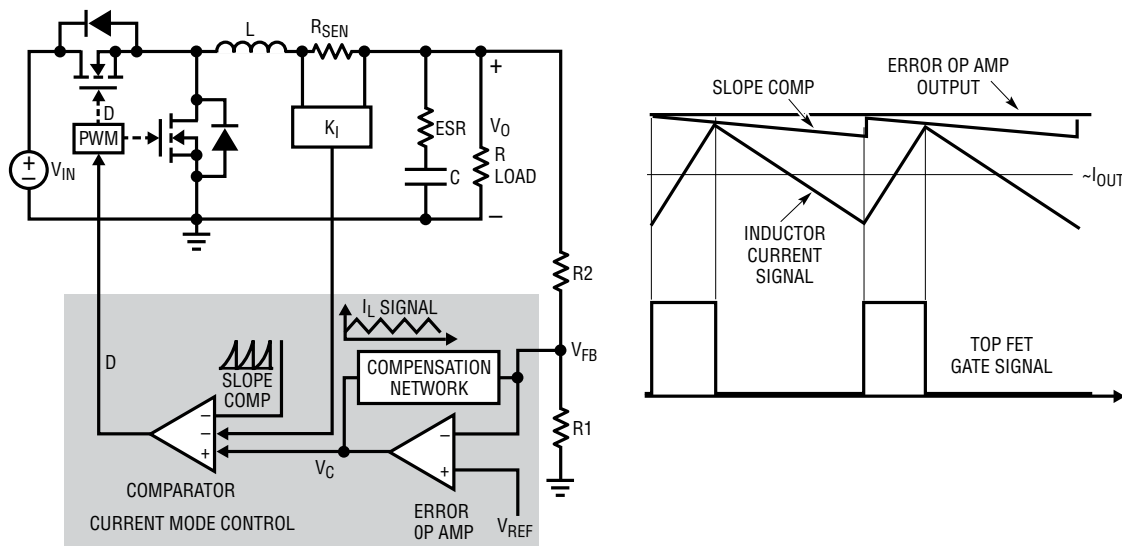 L
R_SEN
D
PWM
K_I
ESR
C
+
V_O
R
LOAD
−
+
−
V_IN
R2
I_L SIGNAL
V_FB
D
SLOPE
COMP
COMPENSATION
NETWORK
R1
−
−
+
−
+
V_C
COMPARATOR
ERROR
OP AMP
V_REF
CURRENT MODE CONTROL
ERROR OP AMP
OUTPUT
SLOPE COMP
~I_OUT
INDUCTOR
CURRENT
SIGNAL
TOP FET
GATE SIGNAL